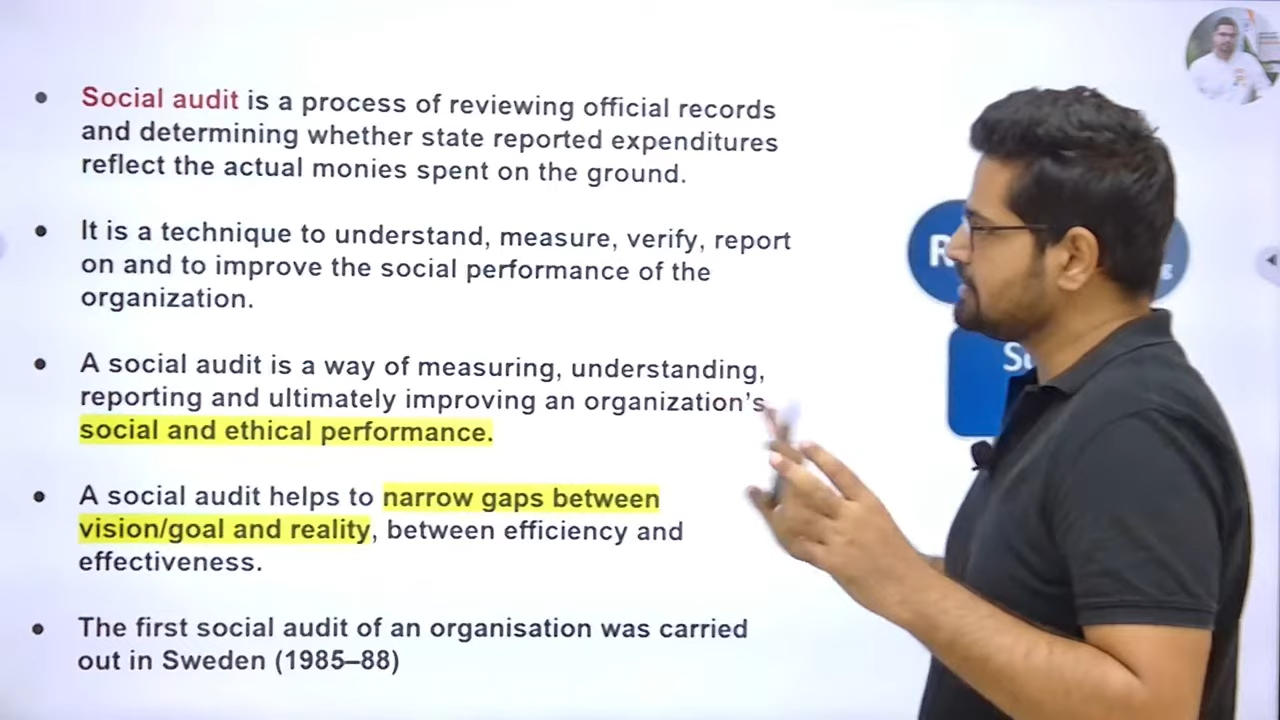 Social audit is a process of reviewing official records
and determining whether state reported expenditures
reflect the actual monies spent on the ground.
It is a technique to understand, measure, verify, report
on and to improve the social performance of the
organization.
A social audit is a way of measuring, understanding,
reporting and ultimately improving an organization’s
social and ethical performance.
A social audit helps to narrow gaps between
vision/goal and reality, between efficiency and
effectiveness.
The first social audit of an organisation was carried
out in Sweden (1985–88)